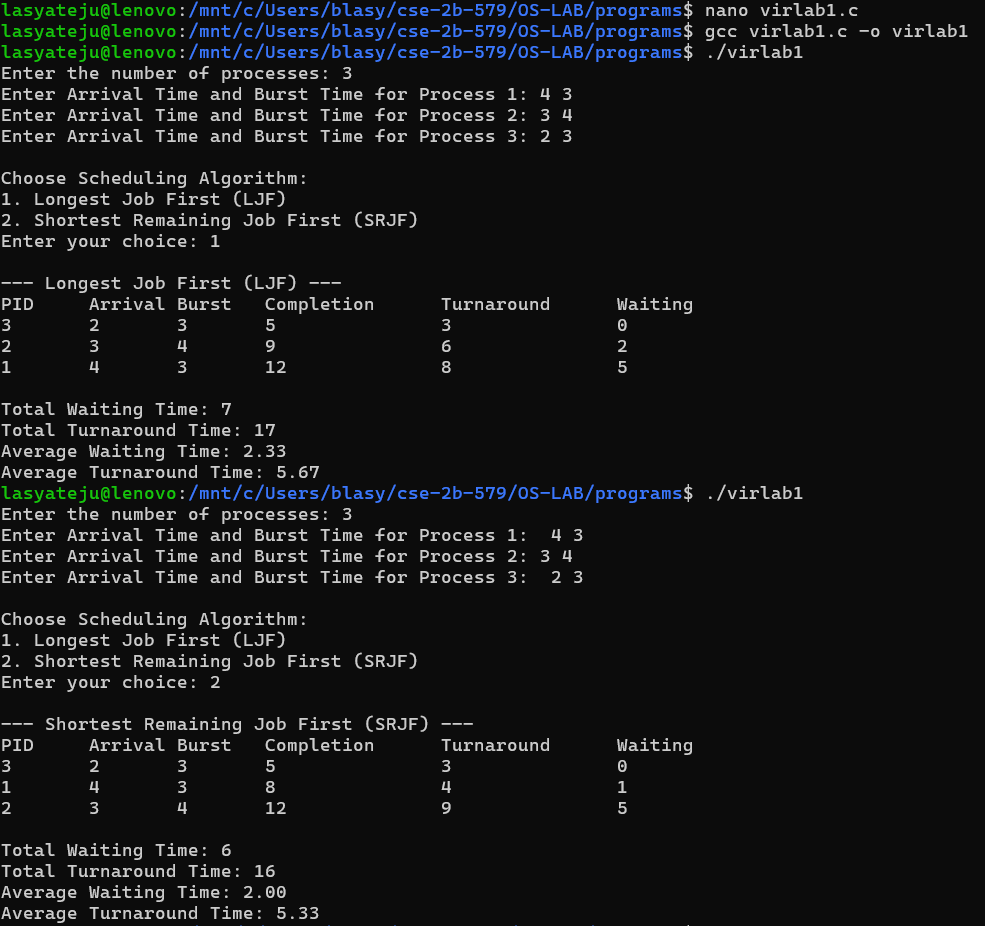 lasyateju@lenovo:/mnt/c/Users/blasy/cse-2b-579/OS-LAB/programs$ nano virlab1.c
lasyateju@lenovo:/mnt/c/Users/blasy/cse-2b-579/OS-LAB/programs$ gcc virlab1.c -o virlab1
lasyateju@lenovo:/mnt/c/Users/blasy/cse-2b-579/OS-LAB/programs$ ./virlab1
Enter the number of processes: 3
Enter Arrival Time and Burst Time for Process 1: 4 3
Enter Arrival Time and Burst Time for Process 2: 3 4
Enter Arrival Time and Burst Time for Process 3: 2 3

Choose Scheduling Algorithm:
1. Longest Job First (LJF)
2. Shortest Remaining Job First (SRJF)
Enter your choice: 1

--- Longest Job First (LJF) ---
PID     Arrival Burst   Completion      Turnaround      Waiting
3       2       3       5               3               0
2       3       4       9               6               2
1       4       3       12              8               5

Total Waiting Time: 7
Total Turnaround Time: 17
Average Waiting Time: 2.33
Average Turnaround Time: 5.67
lasyateju@lenovo:/mnt/c/Users/blasy/cse-2b-579/OS-LAB/programs$ ./virlab1
Enter the number of processes: 3
Enter Arrival Time and Burst Time for Process 1:  4 3
Enter Arrival Time and Burst Time for Process 2: 3 4
Enter Arrival Time and Burst Time for Process 3:  2 3

Choose Scheduling Algorithm:
1. Longest Job First (LJF)
2. Shortest Remaining Job First (SRJF)
Enter your choice: 2

--- Shortest Remaining Job First (SRJF) ---
PID     Arrival Burst   Completion      Turnaround      Waiting
3       2       3       5               3               0
1       4       3       8               4               1
2       3       4       12              9               5

Total Waiting Time: 6
Total Turnaround Time: 16
Average Waiting Time: 2.00
Average Turnaround Time: 5.33